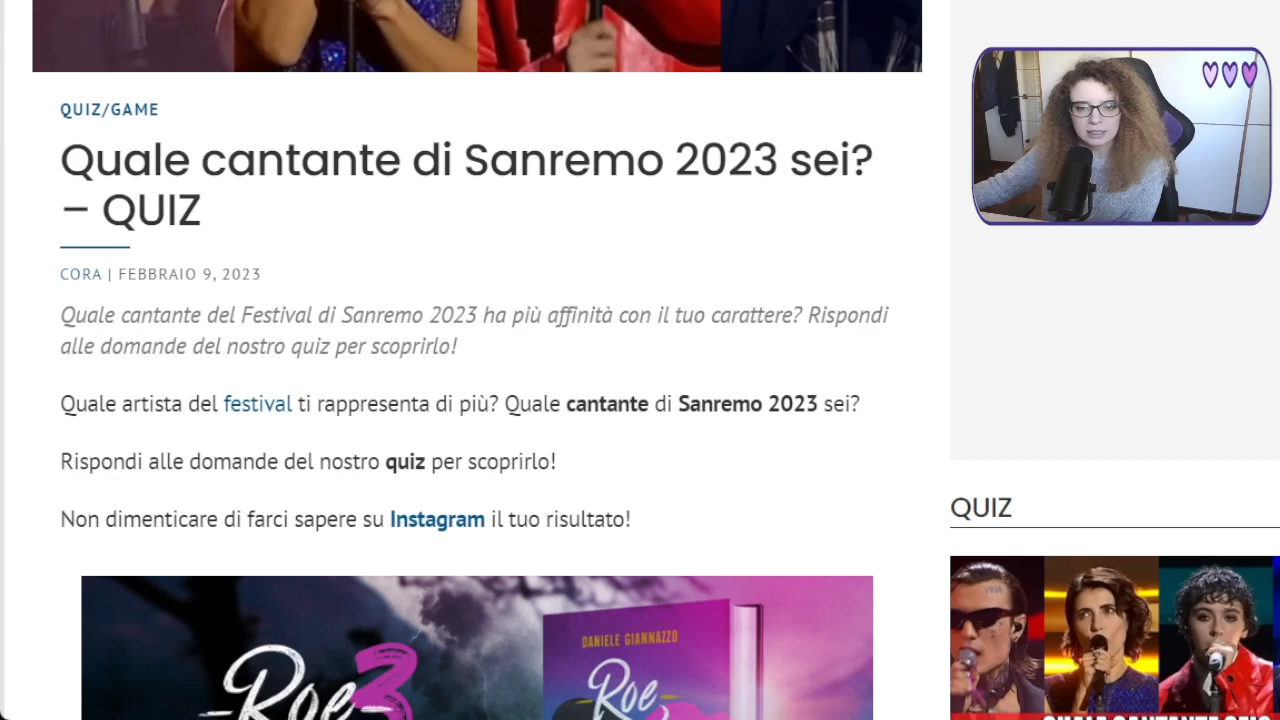 QUIZ/GAME
Quale cantante di Sanremo 2023 sei?
– QUIZ
CORA | FEBBRAIO 9, 2023
Quale cantante del Festival di Sanremo 2023 ha più affinità con il tuo carattere? Rispondi
alle domande del nostro quiz per scoprirlo!
Quale artista del festival ti rappresenta di più? Quale cantante di Sanremo 2023 sei?
Rispondi alle domande del nostro quiz per scoprirlo!
Non dimenticare di farci sapere su Instagram il tuo risultato!
QUIZ
DANIELE GIANNAZZO
Roe 3
Roe